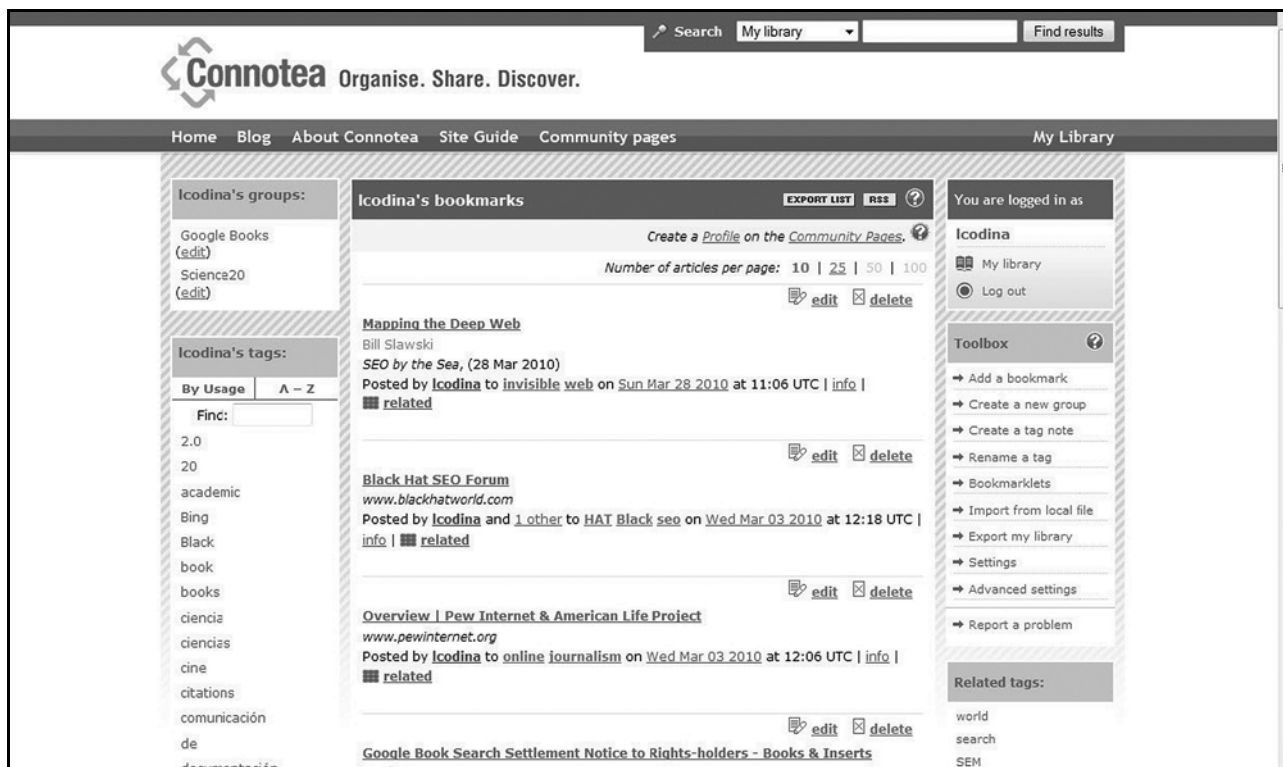 Search My library Find results
Connotea Organise. Share. Discover.
Home Blog About Connotea Site Guide Community pages My Library
lcodina's groups:
Google Books
(edit)
Science20
(edit)
lcodina's tags:
By Usage A – Z
Find:
2.0
20
academic
Bing
Black
book
books
ciencia
ciencias
cine
citations
comunicación
de
documentación
lcodina's bookmarks EXPORT LIST RSS ?
Create a Profile on the Community Pages. ?
Number of articles per page: 10 | 25 | 50 | 100
edit delete
Mapping the Deep Web
Bill Slawski
SEO by the Sea, (28 Mar 2010)
Posted by lcodina to invisible web on Sun Mar 28 2010 at 11:06 UTC | info |
related
edit delete
Black Hat SEO Forum
www.blackhatworld.com
Posted by lcodina and 1 other to HAT Black seo on Wed Mar 03 2010 at 12:18 UTC |
info | related
edit delete
Overview | Pew Internet & American Life Project
www.pewinternet.org
Posted by lcodina to online journalism on Wed Mar 03 2010 at 12:06 UTC | info |
related
edit delete
Google Book Search Settlement Notice to Rights-holders - Books & Inserts
You are logged in as
lcodina
My library
Log out
Toolbox ?
Add a bookmark
Create a new group
Create a tag note
Rename a tag
Bookmarklets
Import from local file
Export my library
Settings
Advanced settings
Report a problem
Related tags:
world
search
SEM